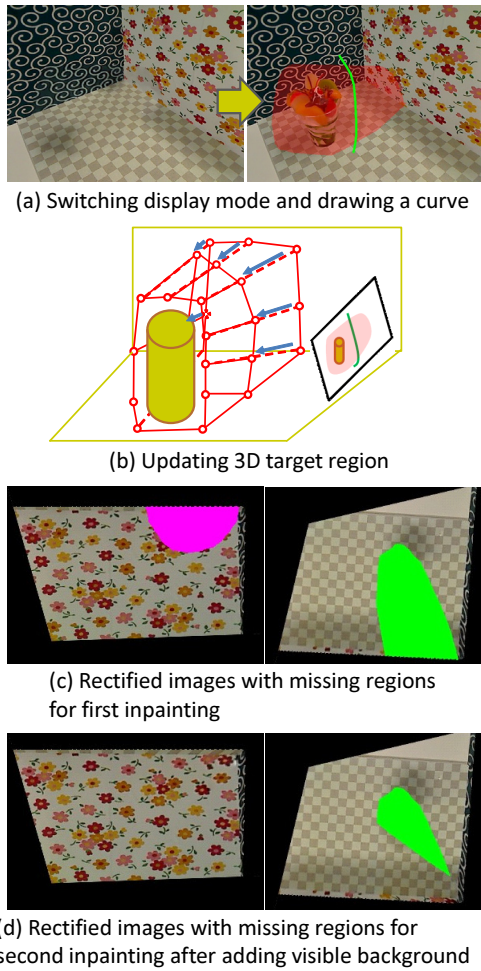 (a) Switching display mode and drawing a curve
(b) Updating 3D target region
(c) Rectified images with missing regions
for first inpainting
(d) Rectified images with missing regions for
second inpainting after adding visible background